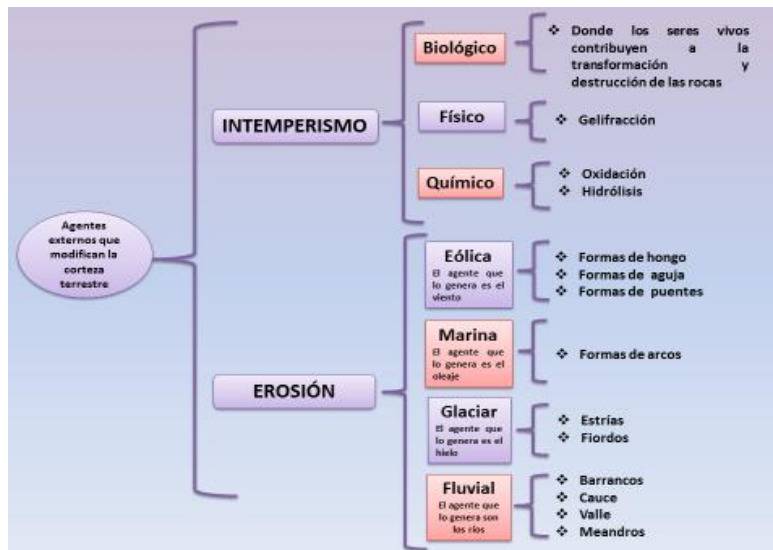 Agentes
externos que
modifican la
corteza
terrestre
INTEMPERISMO
Biológico
❖ Donde los seres vivos
contribuyen a la
transformación y
destrucción de las rocas
Físico
❖ Gelifracción
Químico
❖ Oxidación
❖ Hidrólisis
EROSIÓN
Eólica
El agente que
lo genera es el
viento
❖ Formas de hongo
❖ Formas de aguja
❖ Formas de puentes
Marina
El agente que
lo genera es el
oleaje
❖ Formas de arcos
Glaciar
El agente que
lo genera es el
hielo
❖ Estrías
❖ Fiordos
Fluvial
El agente que
lo genera son
los ríos
❖ Barrancos
❖ Cauce
❖ Valle
❖ Meandros